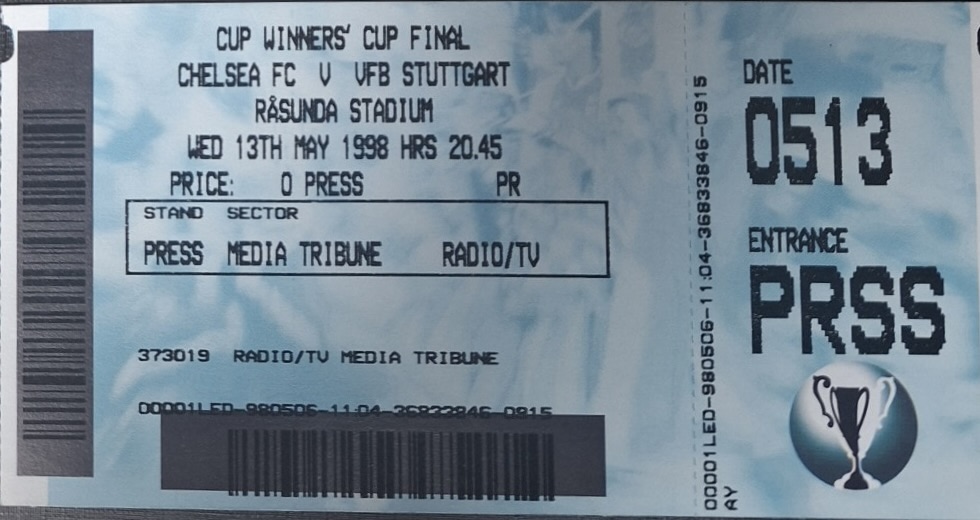 CUP WINNERS' CUP FINAL
CHELSEA FC V VFB STUTTGART
RÅSUNDA STADIUM
WED 13TH MAY 1998 HRS 20.45
PRICE: 0 PRESS PR
STAND SECTOR
PRESS MEDIA TRIBUNE RADIO/TV
373019 RADIO/TV MEDIA TRIBUNE
00001LED-980506-11:04-36833846-0915
00001LED-980506-11:04-36833846-0915
AY
DATE
0513
ENTRANCE
PRSS